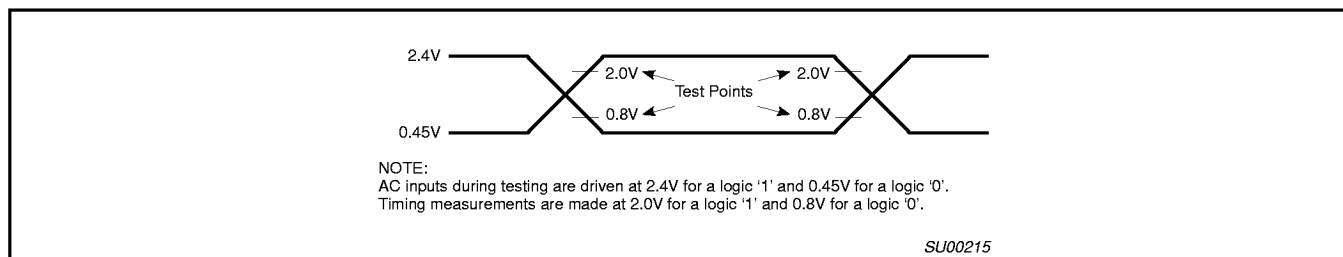 2.4V
2.0V 2.0V
Test Points
0.8V 0.8V
0.45V
NOTE:
AC inputs during testing are driven at 2.4V for a logic ‘1’ and 0.45V for a logic ‘0’.
Timing measurements are made at 2.0V for a logic ‘1’ and 0.8V for a logic ‘0’.
SU00215